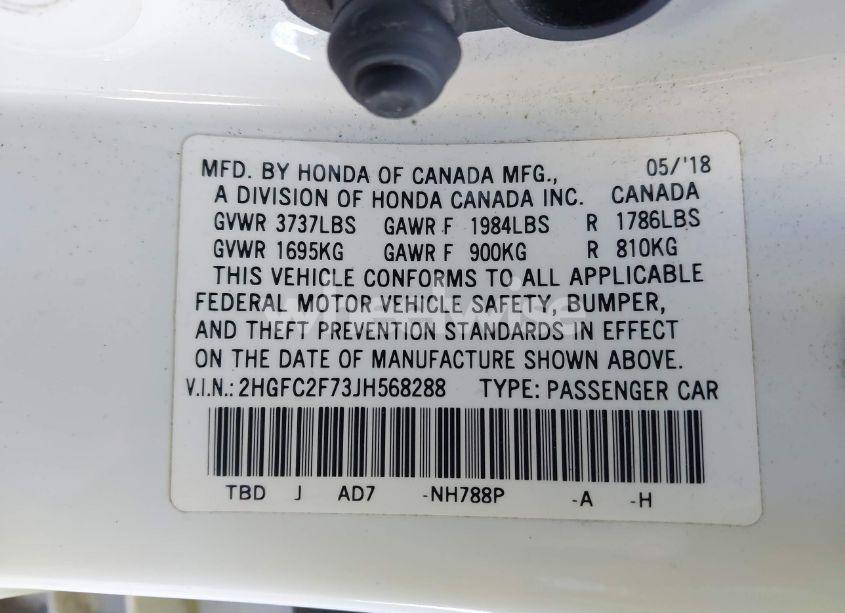 MFD. BY HONDA OF CANADA MFG., 05/'18
A DIVISION OF HONDA CANADA INC. CANADA
GVWR 3737LBS GAWR F 1984LBS R 1786LBS
GVWR 1695KG GAWR F 900KG R 810KG
THIS VEHICLE CONFORMS TO ALL APPLICABLE
FEDERAL MOTOR VEHICLE SAFETY, BUMPER,
wheelwise
AND THEFT PREVENTION STANDARDS IN EFFECT
ON THE DATE OF MANUFACTURE SHOWN ABOVE.
V.I.N.: 2HGFC2F73JH568288 TYPE: PASSENGER CAR
TBD J AD7 -NH788P -A -H